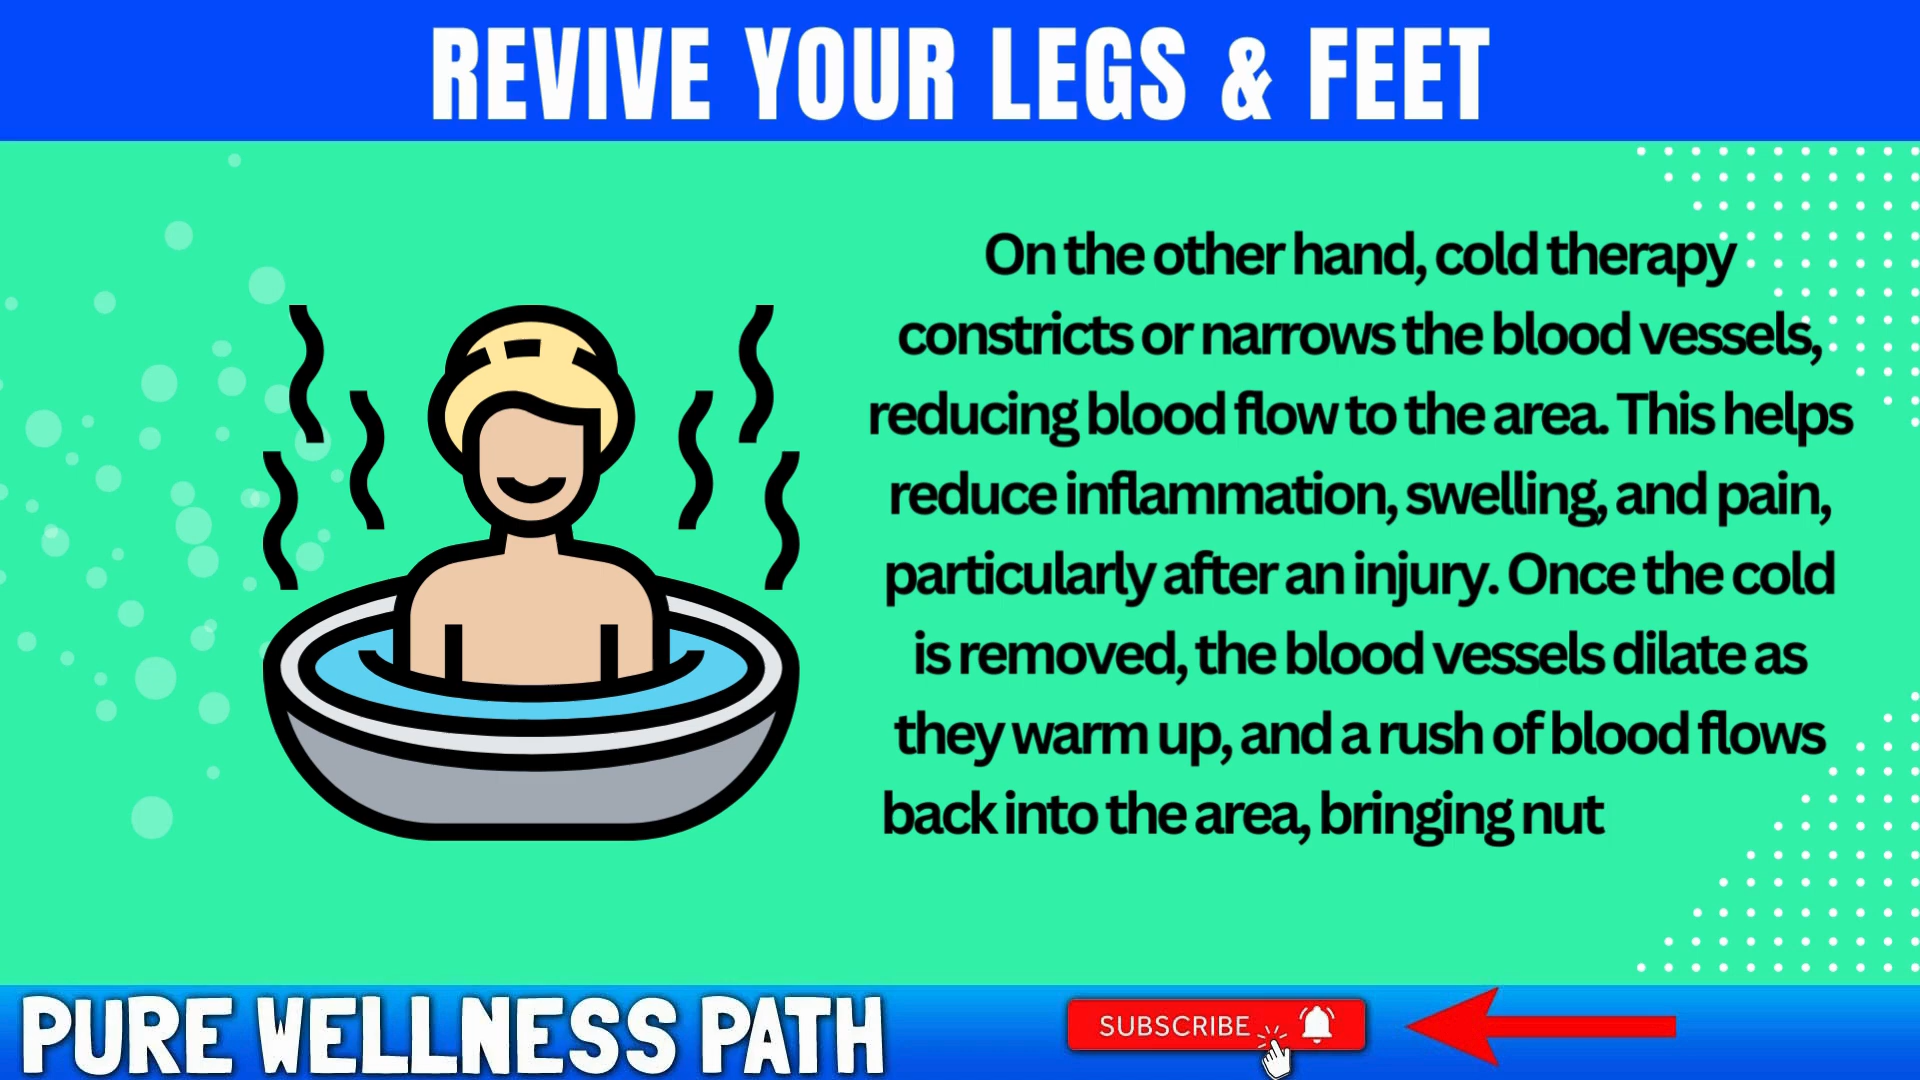 REVIVE YOUR LEGS & FEET
On the other hand, cold therapy
constricts or narrows the blood vessels,
reducing blood flow to the area. This helps
reduce inflammation, swelling, and pain,
particularly after an injury. Once the cold
is removed, the blood vessels dilate as
they warm up, and a rush of blood flows
back into the area, bringing nut
PURE WELLNESS PATH
SUBSCRIBE